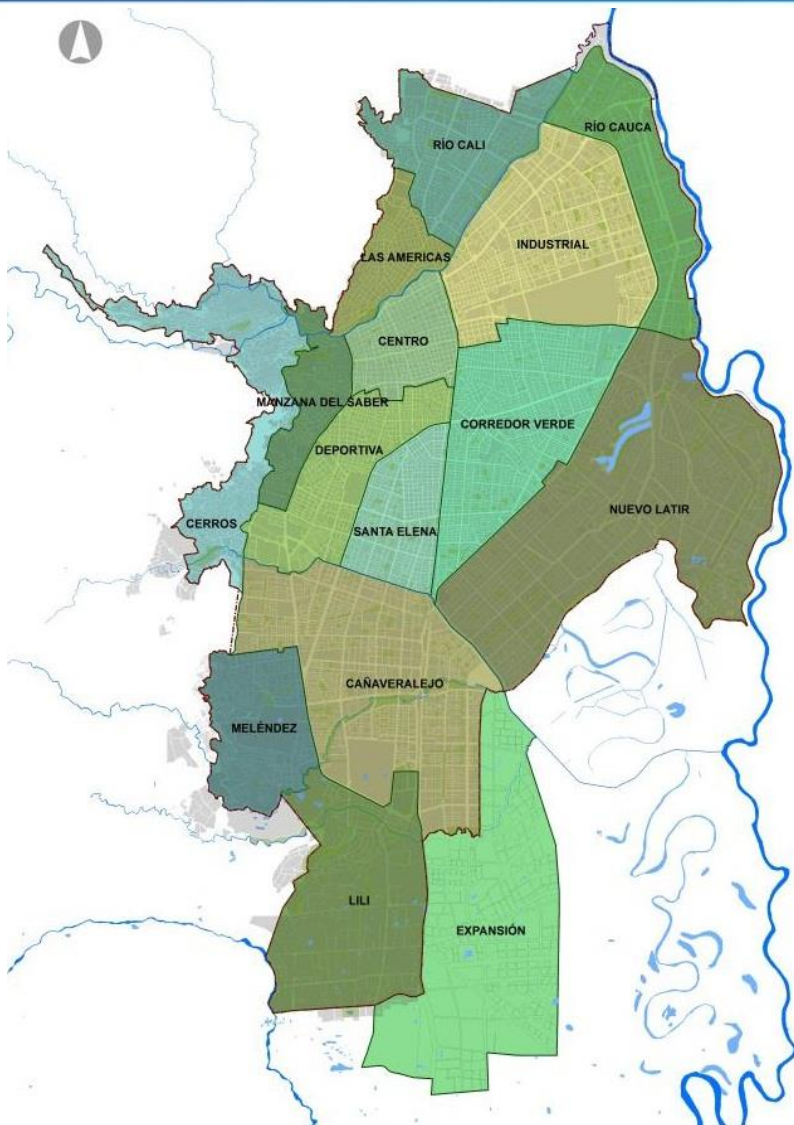 RÍO CAUCA
RÍO CALI
INDUSTRIAL
LAS AMERICAS
CENTRO
MANZANA DEL SABER
CORREDOR VERDE
DEPORTIVA
NUEVO LATIR
CERROS
SANTA ELENA
CAÑAVERALEJO
MELÉNDEZ
LILI
EXPANSIÓN